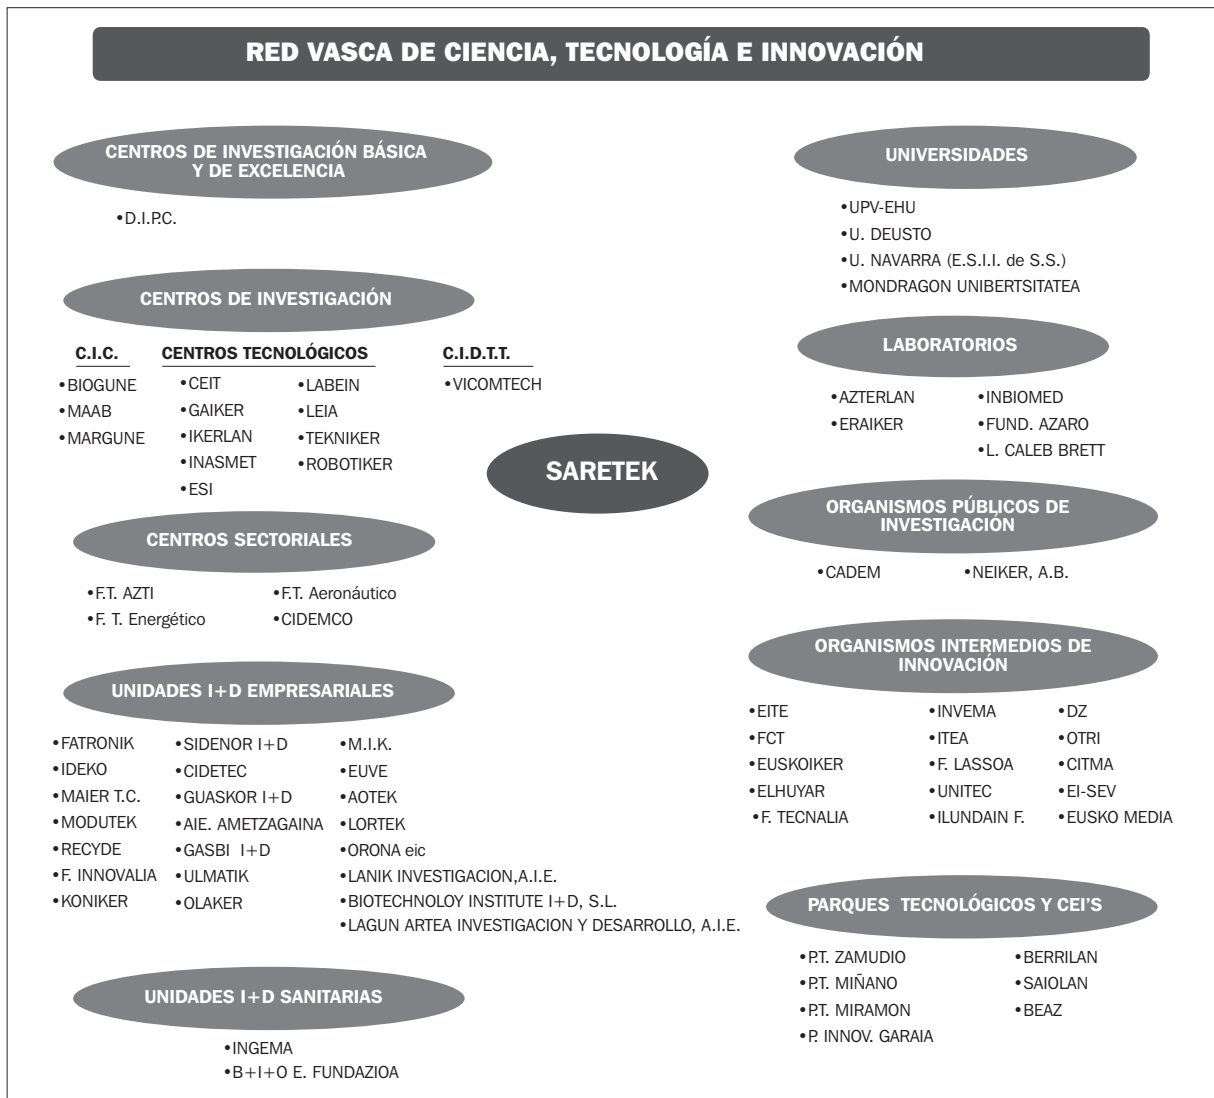 RED VASCA DE CIENCIA, TECNOLOGÍA E INNOVACIÓN
CENTROS DE INVESTIGACIÓN BÁSICA
Y DE EXCELENCIA
•D.I.P.C.
CENTROS DE INVESTIGACIÓN
C.I.C.
•BIOGUNE
•MAAB
•MARGUNE
CENTROS TECNOLÓGICOS
•CEIT
•GAIKER
•IKERLAN
•INASMET
•ESI
•LABEIN
•LEIA
•TEKNIKER
•ROBOTIKER
C.I.D.T.T.
•VICOMTECH
CENTROS SECTORIALES
•F.T. AZTI
•F. T. Energético
•F.T. Aeronáutico
•CIDEMCO
UNIDADES I+D EMPRESARIALES
•FATRONIK
•IDEKO
•MAIER T.C.
•MODUTEK
•RECYDE
•F. INNOVALIA
•KONIKER
•SIDENOR I+D
•CIDETEC
•GUASKOR I+D
•AIE. AMETZAGAINA
•GASBI I+D
•ULMATIK
•OLAKER
•M.I.K.
•EUVE
•AOTEK
•LORTEK
•ORONA eic
•LANIK INVESTIGACION,A.I.E.
•BIOTECHNOLOY INSTITUTE I+D, S.L.
•LAGUN ARTEA INVESTIGACION Y DESARROLLO, A.I.E.
UNIDADES I+D SANITARIAS
•INGEMA
•B+I+O E. FUNDAZIOA
SARETEK
UNIVERSIDADES
•UPV-EHU
•U. DEUSTO
•U. NAVARRA (E.S.I.I. de S.S.)
•MONDRAGON UNIBERTSITATEA
LABORATORIOS
•AZTERLAN
•ERAIKER
•INBIOMED
•FUND. AZARO
•L. CALEB BRETT
ORGANISMOS PÚBLICOS DE
INVESTIGACIÓN
•CADEM
•NEIKER, A.B.
ORGANISMOS INTERMEDIOS DE
INNOVACIÓN
•EITE
•FCT
•EUSKOIKER
•ELHUYAR
•F. TECNALIA
•INVEMA
•ITEA
•F. LASSOA
•UNITEC
•ILUNDAIN F.
•DZ
•OTRI
•CITMA
•EI-SEV
•EUSKO MEDIA
PARQUES TECNOLÓGICOS Y CEI'S
•P.T. ZAMUDIO
•P.T. MIÑANO
•P.T. MIRAMON
•P. INNOV. GARAIA
•BERRILAN
•SAIOLAN
•BEAZ